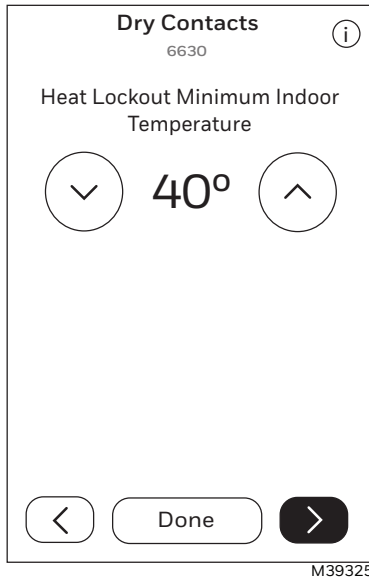 Dry Contacts
6630
Heat Lockout Minimum Indoor
Temperature
40º
Done
M39325